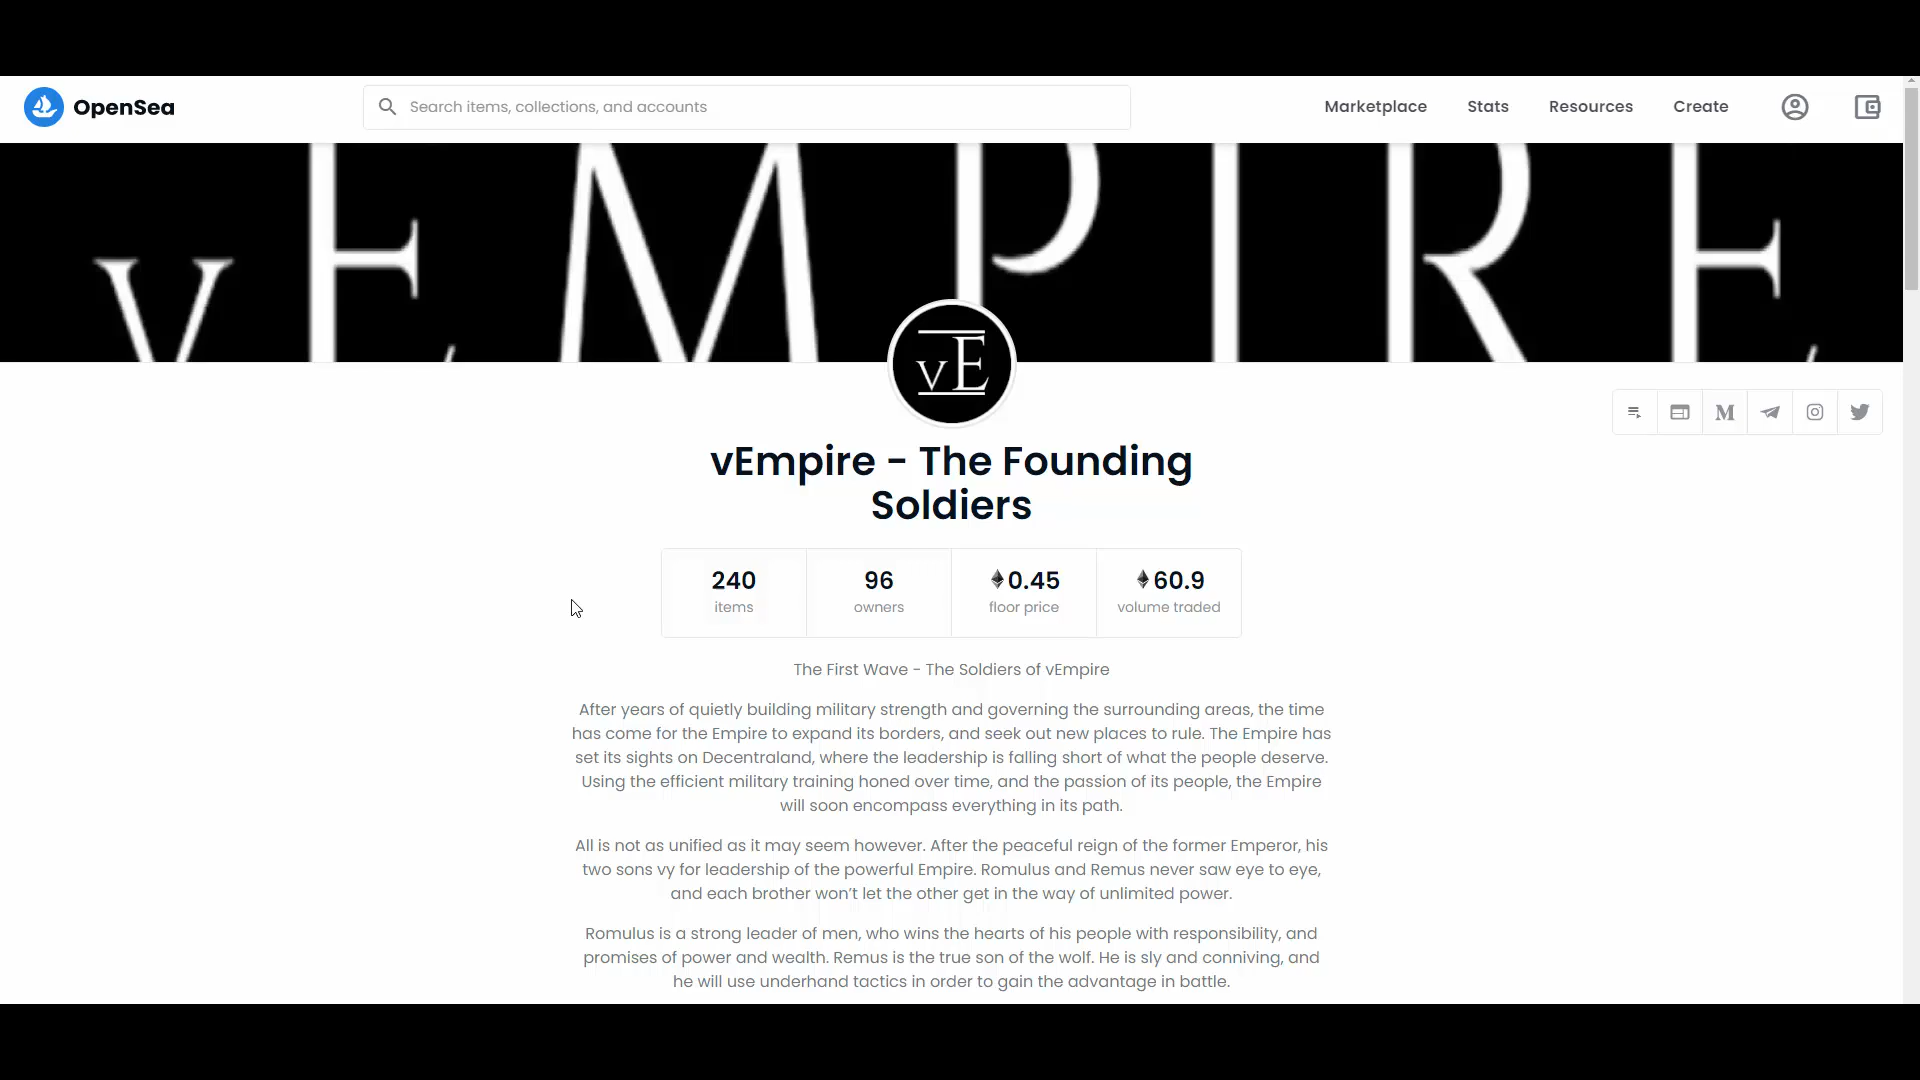 OpenSea
Search items, collections, and accounts
Marketplace Stats Resources Create
vEMPIRE
vE
M
vEmpire - The Founding
Soldiers
240 96 0.45 60.9
items owners floor price volume traded
The First Wave - The Soldiers of vEmpire
After years of quietly building military strength and governing the surrounding areas, the time
has come for the Empire to expand its borders, and seek out new places to rule. The Empire has
set its sights on Decentraland, where the leadership is falling short of what the people deserve.
Using the efficient military training honed over time, and the passion of its people, the Empire
will soon encompass everything in its path.
All is not as unified as it may seem however. After the peaceful reign of the former Emperor, his
two sons vy for leadership of the powerful Empire. Romulus and Remus never saw eye to eye,
and each brother won't let the other get in the way of unlimited power.
Romulus is a strong leader of men, who wins the hearts of his people with responsibility, and
promises of power and wealth. Remus is the true son of the wolf. He is sly and conniving, and
he will use underhand tactics in order to gain the advantage in battle.